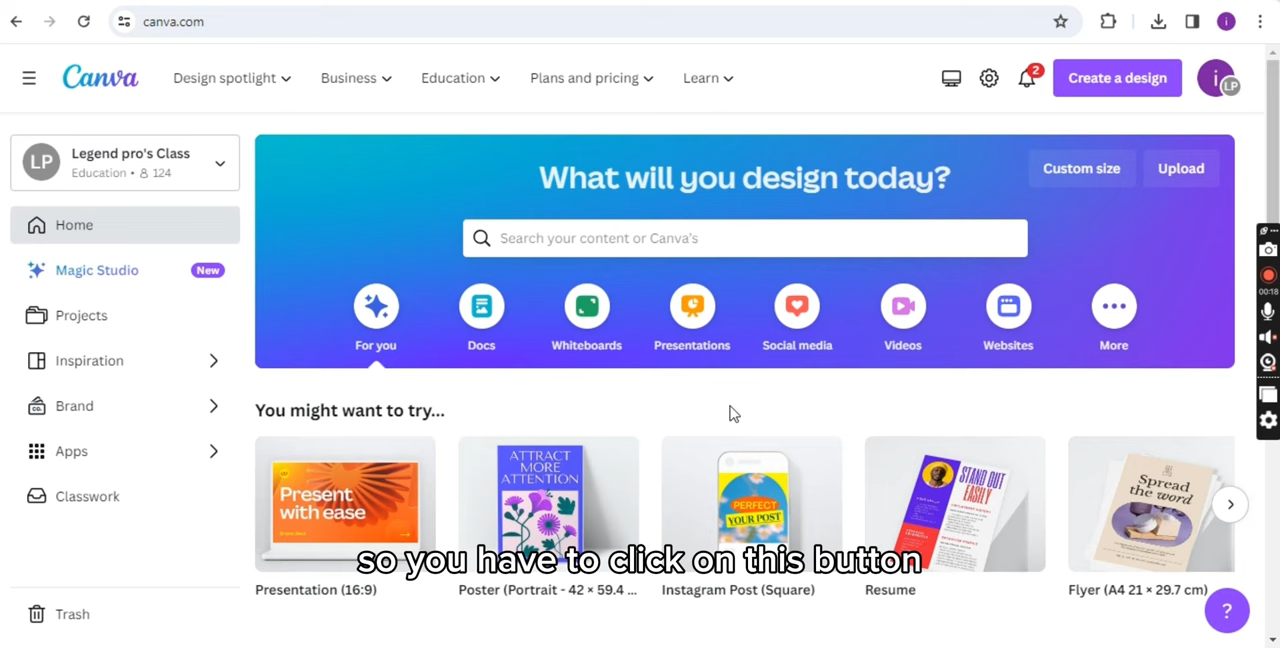 canva.com
Canva
Design spotlight
Business
Education
Plans and pricing
Learn
2
Create a design
i
LP
LP
Legend pro's Class
Education • 124
Home
Magic Studio
New
Projects
Inspiration
Brand
Apps
Classwork
Trash
What will you design today?
Custom size
Upload
Search your content or Canva's
For you
Docs
Whiteboards
Presentations
Social media
Videos
Websites
More
You might want to try...
Present
with ease
ATTRACT
MORE
ATTENTION
PERFECT
YOUR POST
STAND OUT
EASILY
Spread
the word
so you have to click on this button
Presentation (16:9)
Poster (Portrait - 42 × 59.4 ...
Instagram Post (Square)
Resume
Flyer (A4 21 × 29.7 cm)
?
i
00:18